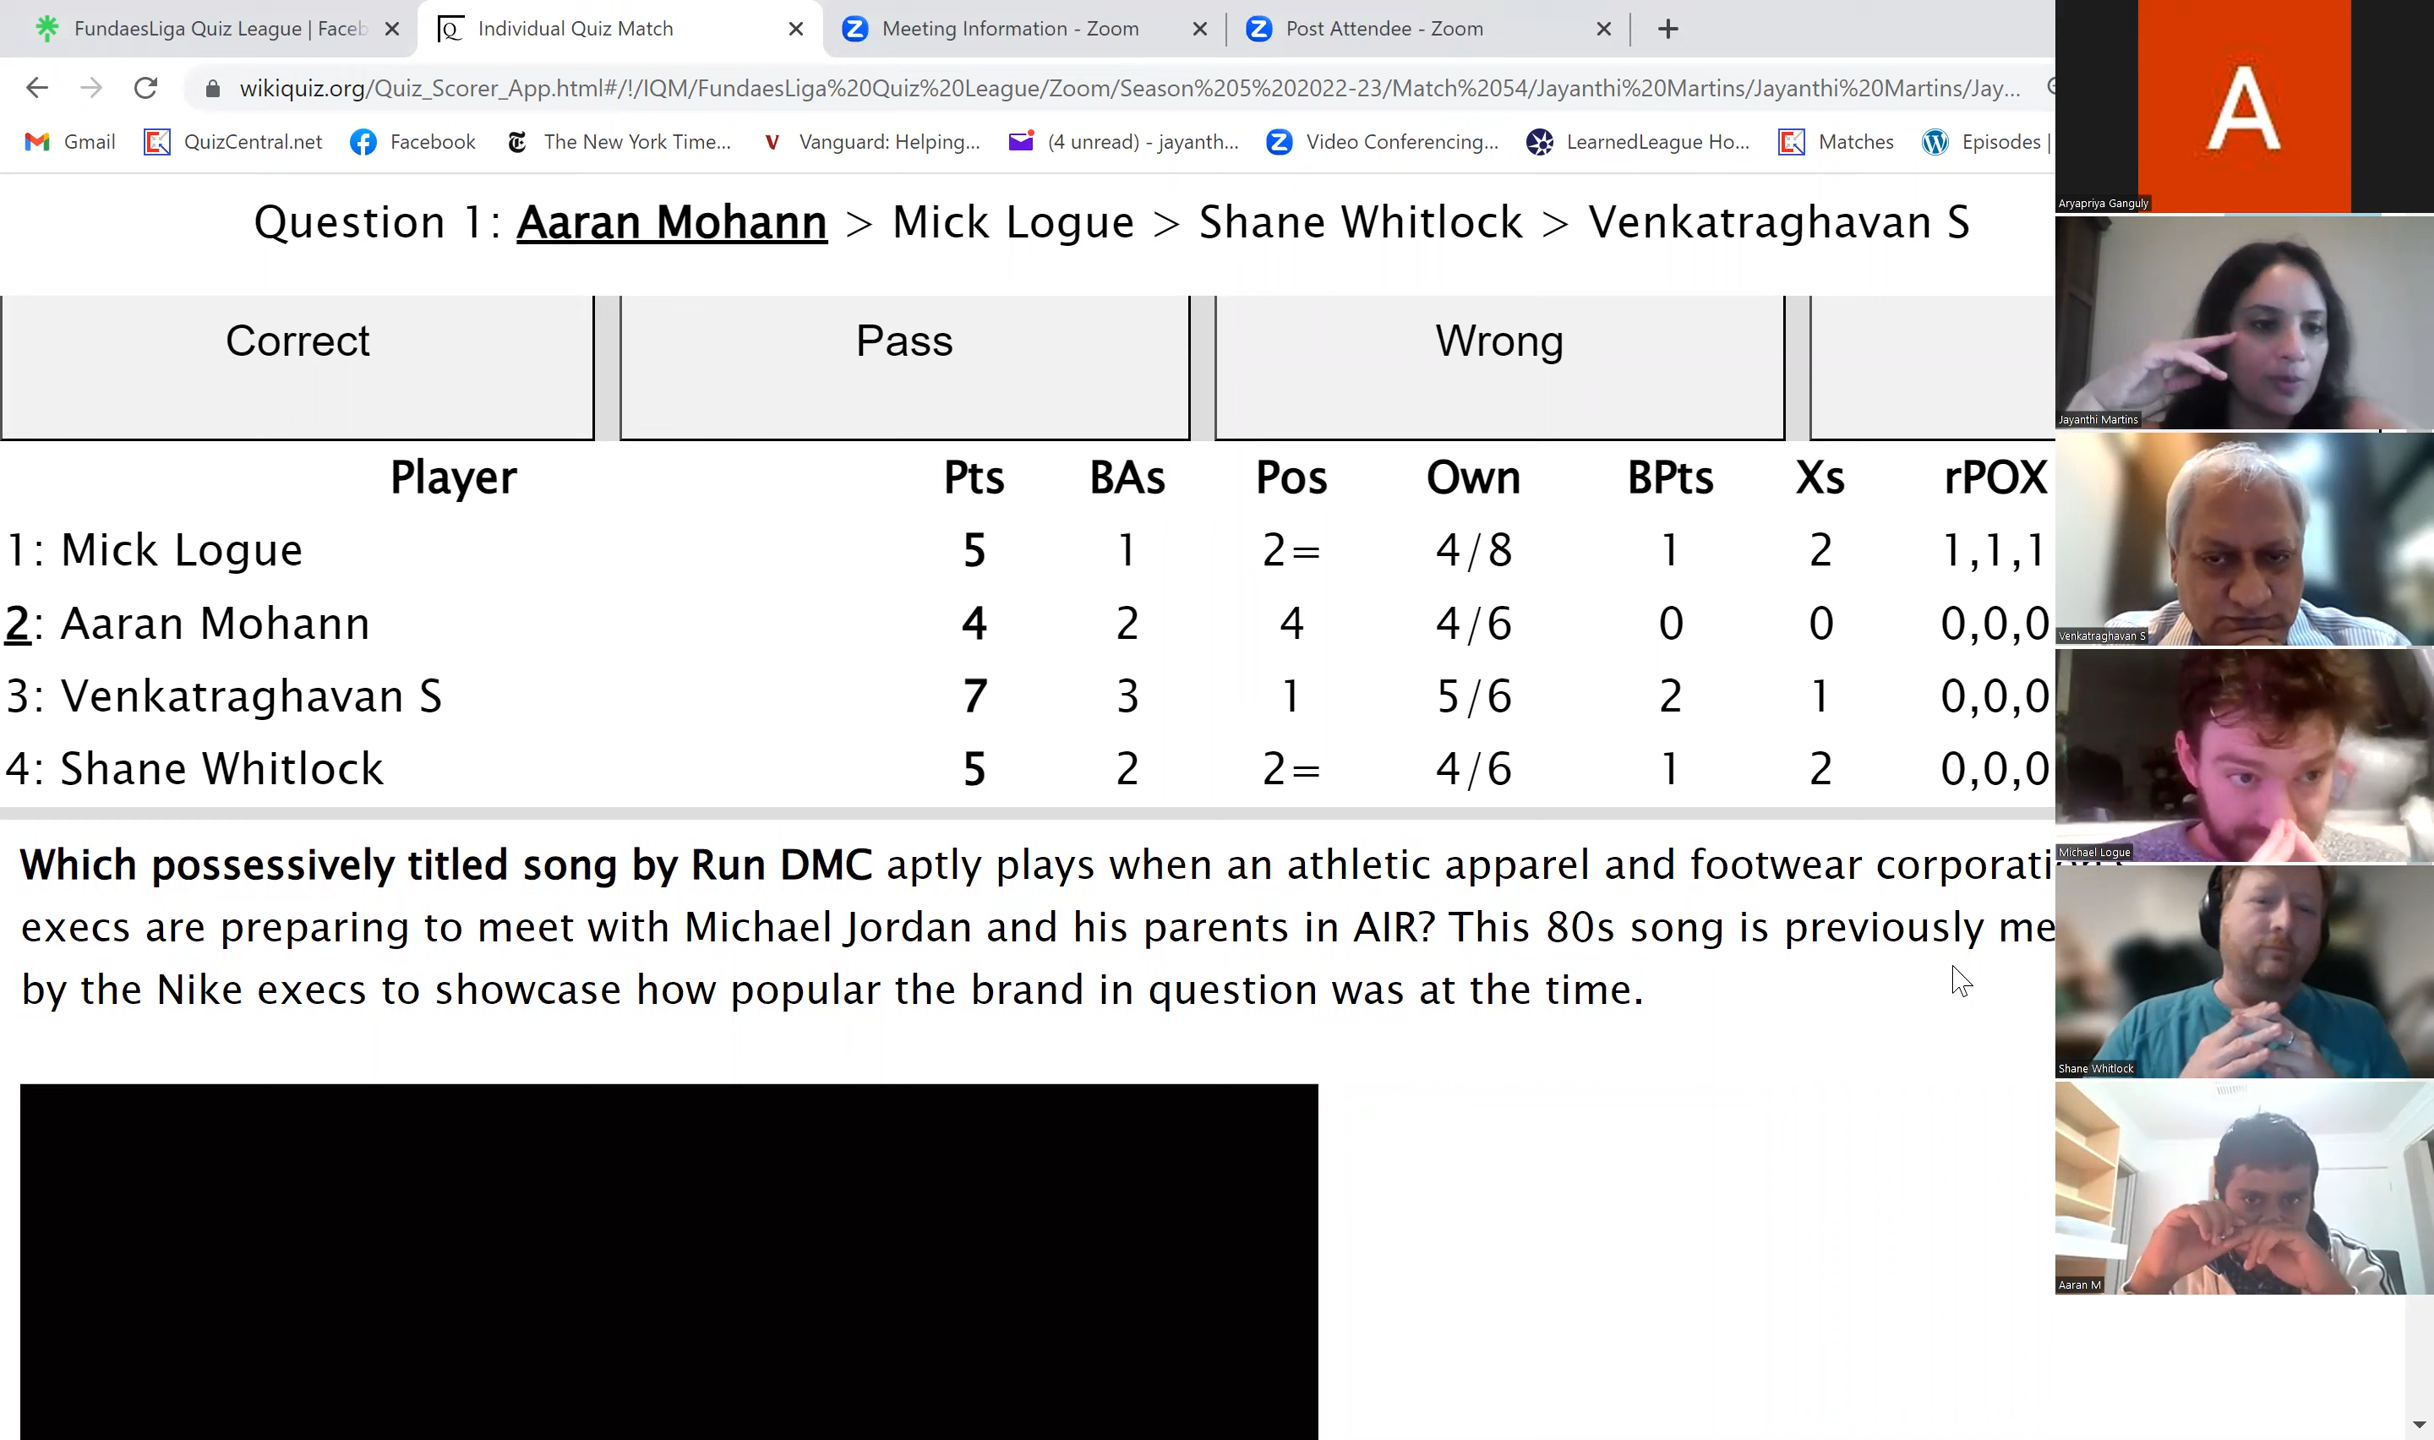 FundaesLiga Quiz League | Faceb
Individual Quiz Match
Meeting Information - Zoom
Post Attendee - Zoom
wikiquiz.org/Quiz_Scorer_App.html#/!/IQM/FundaesLiga%20Quiz%20League/Zoom/Season%205%202022-23/Match%2054/Jayanthi%20Martins/Jayanthi%20Martins/Jay...
Gmail QuizCentral.net Facebook The New York Time... Vanguard: Helping... (4 unread) - jayanth... Video Conferencing... LearnedLeague Ho... Matches Episodes |
Question 1: Aaran Mohann > Mick Logue > Shane Whitlock > Venkatraghavan S
Correct Pass Wrong
Player Pts BAs Pos Own BPts Xs rPOX
1: Mick Logue 5 1 2= 4/8 1 2 1,1,1
2: Aaran Mohann 4 2 4 4/6 0 0 0,0,0
3: Venkatraghavan S 7 3 1 5/6 2 1 0,0,0
4: Shane Whitlock 5 2 2= 4/6 1 2 0,0,0
Which possessively titled song by Run DMC aptly plays when an athletic apparel and footwear corporati
execs are preparing to meet with Michael Jordan and his parents in AIR? This 80s song is previously me
by the Nike execs to showcase how popular the brand in question was at the time.
A
Aryapriya Ganguly
Jayanthi Martins
Venkatraghavan S
Michael Logue
Shane Whitlock
Aaran M